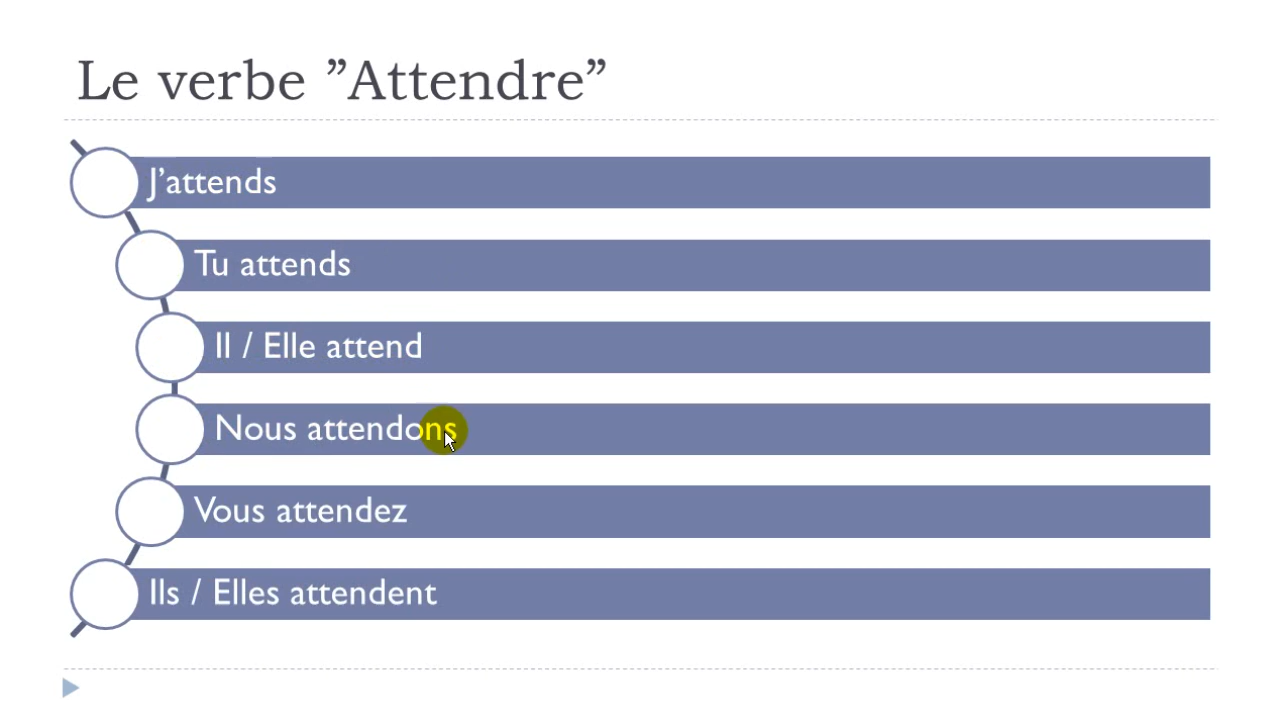 Le verbe ”Attendre”
J’attends
Tu attends
Il / Elle attend
Nous attendons
Vous attendez
Ils / Elles attendent